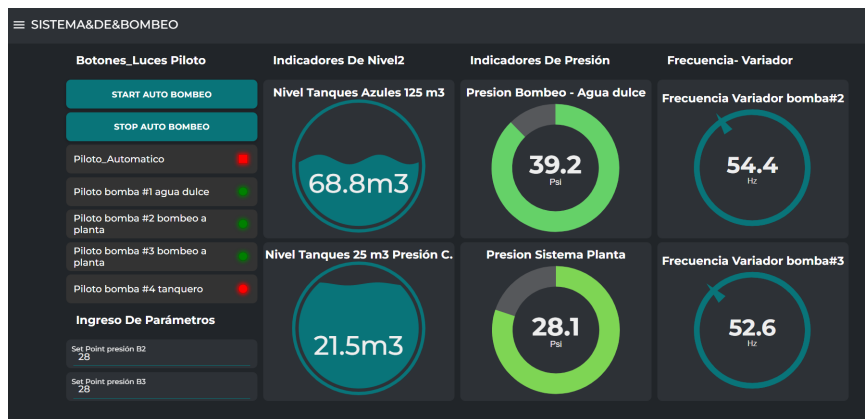 SISTEMA&DE&BOMBEO
Botones_Luces Piloto
START AUTO BOMBEO
STOP AUTO BOMBEO
Piloto_Automatico
Piloto bomba #1 agua dulce
Piloto bomba #2 bombeo a
planta
Piloto bomba #3 bombeo a
planta
Piloto bomba #4 tanquero
Ingreso De Parámetros
Set Point presión B2
28
Set Point presión B3
28
Indicadores De Nivel2
Nivel Tanques Azules 125 m3
68.8m3
Nivel Tanques 25 m3 Presión C.
21.5m3
Indicadores De Presión
Presion Bombeo - Agua dulce
39.2
Psi
Presion Sistema Planta
28.1
Psi
Frecuencia- Variador
Frecuencia Variador bomba#2
54.4
Hz
Frecuencia Variador bomba#3
52.6
Hz